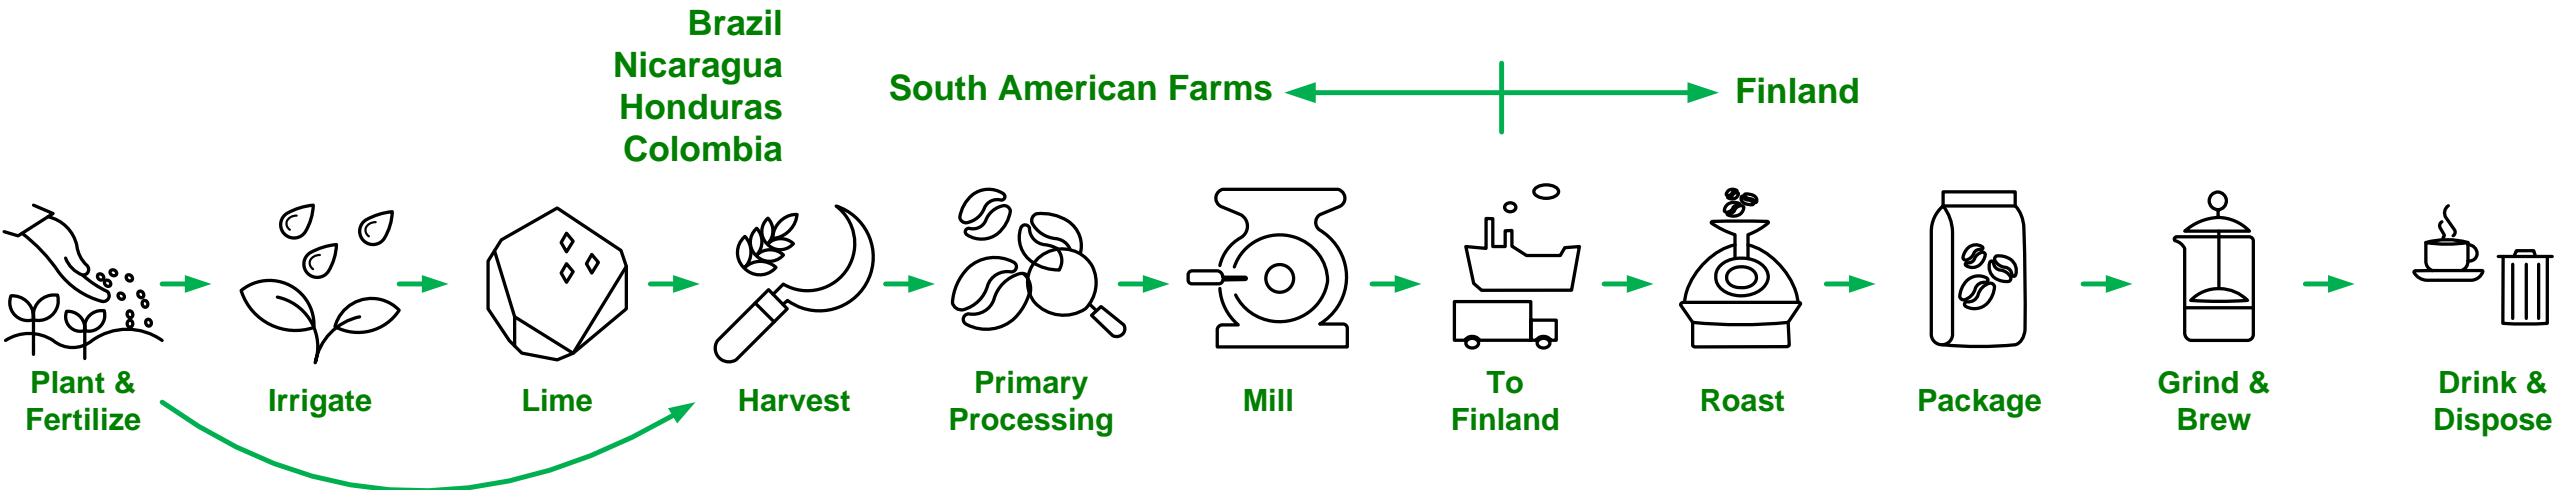 Brazil
Nicaragua
Honduras
Colombia
South American Farms
Finland
Plant &
Fertilize
Irrigate
Lime
Harvest
Primary
Processing
Mill
To
Finland
Roast
Package
Grind &
Brew
Drink &
Dispose